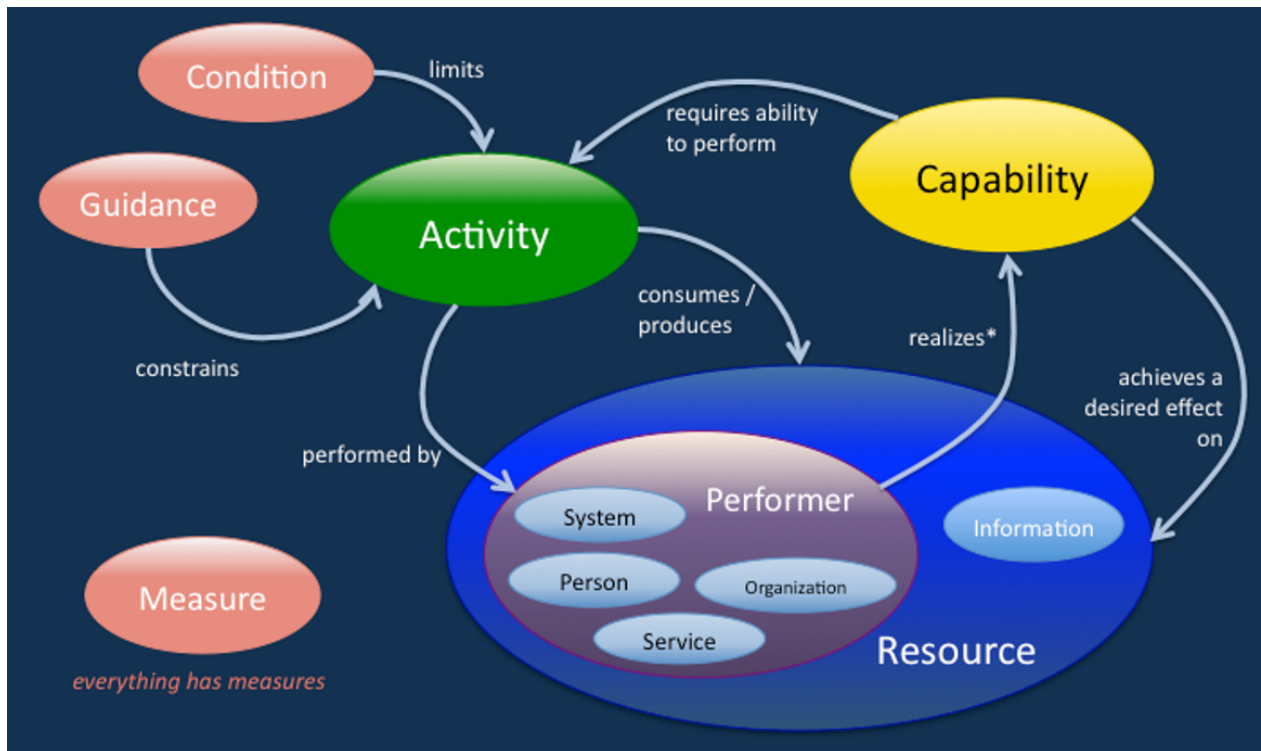 Condition
limits
requires ability
to perform
Capability
Guidance
Activity
consumes /
produces
realizes*
constrains
achieves a
desired effect
on
performed by
Performer
System
Information
Person
Organization
Measure
Service
Resource
everything has measures